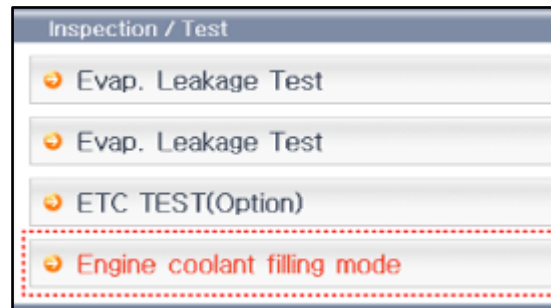 Inspection / Test
Evap. Leakage Test
Evap. Leakage Test
ETC TEST(Option)
Engine coolant filling mode